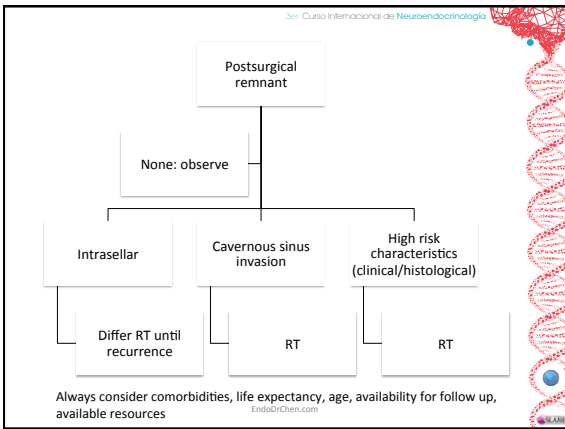 3er Curso Internacional de Neuroendocrinología
Postsurgical
remnant
None: observe
Intrasellar
Cavernous sinus
invasion
High risk
characteristics
(clinical/histological)
Differ RT until
recurrence
RT
RT
Always consider comorbidities, life expectancy, age, availability for follow up,
available resources
EndoDrChen.com